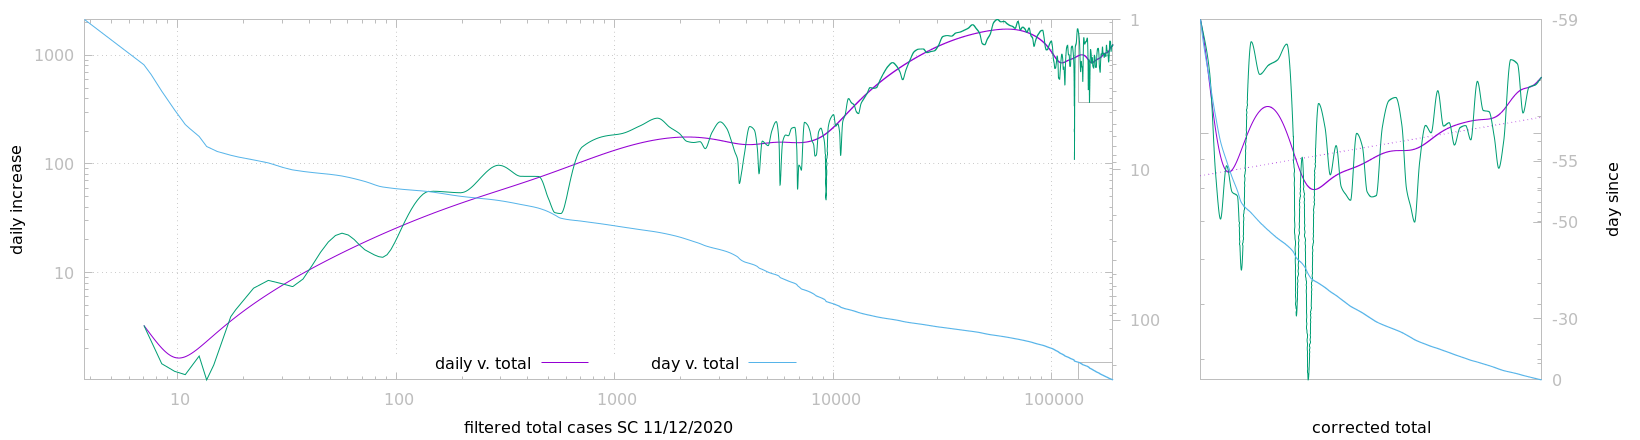 1000
100
10
daily increase
1
10
100
daily v. total
day v. total
10
100
1000
10000
100000
filtered total cases SC 11/12/2020
-59
-55
-50
-30
0
day since
corrected total